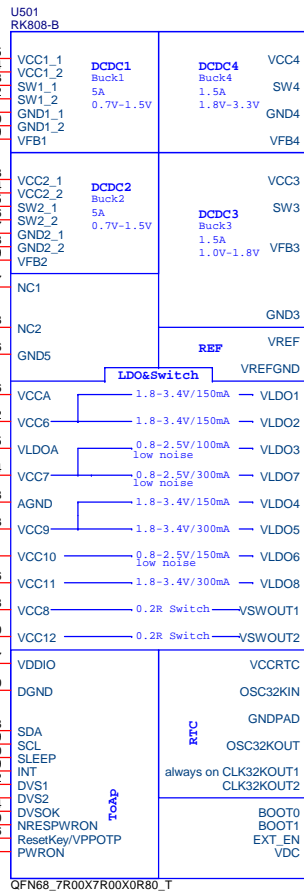 U501
RK808-B
VCC1_1
VCC1_2
SW1_1
SW1_2
GND1_1
GND1_2
VFB1
DCDC1
Buck1
5A
0.7V-1.5V
DCDC4
Buck4
1.5A
1.8V-3.3V
VCC4
SW4
GND4
VFB4
VCC2_1
VCC2_2
SW2_1
SW2_2
GND2_1
GND2_2
VFB2
DCDC2
Buck2
5A
0.7V-1.5V
DCDC3
Buck3
1.5A
1.0V-1.8V
VCC3
SW3
VFB3
NC1
GND3
NC2
GND5
REF
VREF
VREFGND
LDO&Switch
VCCA 1.8-3.4V/150mA VLDO1
VCC6 1.8-3.4V/150mA VLDO2
VLDOA 0.8-2.5V/100mA VLDO3
low noise
VCC7 0.8-2.5V/300mA VLDO7
low noise
AGND 1.8-3.4V/150mA VLDO4
VCC9 1.8-3.4V/300mA VLDO5
VCC10 0.8-2.5V/150mA VLDO6
low noise
VCC11 1.8-3.4V/300mA VLDO8
VCC8 0.2R Switch VSWOUT1
VCC12 0.2R Switch VSWOUT2
VDDIO
DGND
SDA
SCL
SLEEP
INT
DVS1
DVS2
DVSOK
NRESPWRON
ResetKey/VPPOTP
PWRON
ToAp
RTC
VCCRTC
OSC32KIN
GNDPAD
OSC32KOUT
always on CLK32KOUT1
CLK32KOUT2
BOOT0
BOOT1
EXT_EN
VDC
QFN68_7R00X7R00X0R80_T